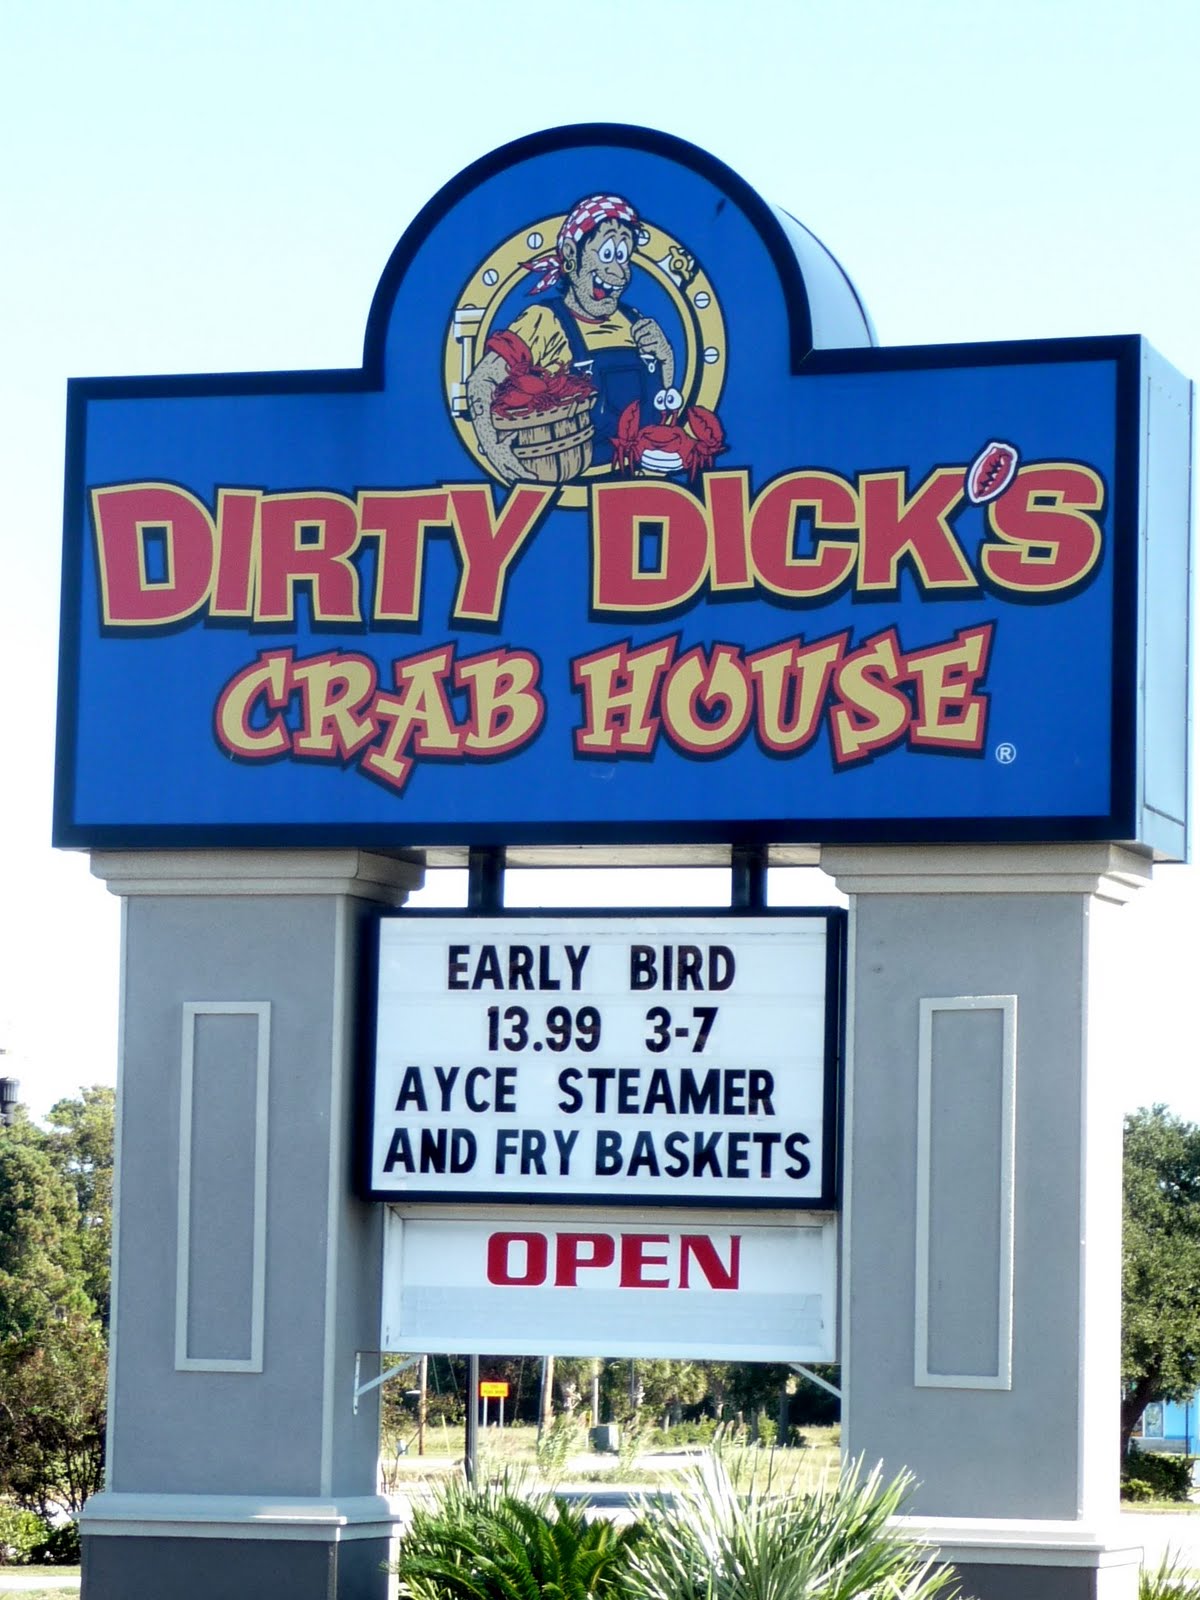 DIRTY DICK'S
CRAB HOUSE ®
EARLY BIRD
13.99 3-7
AYCE STEAMER
AND FRY BASKETS
OPEN